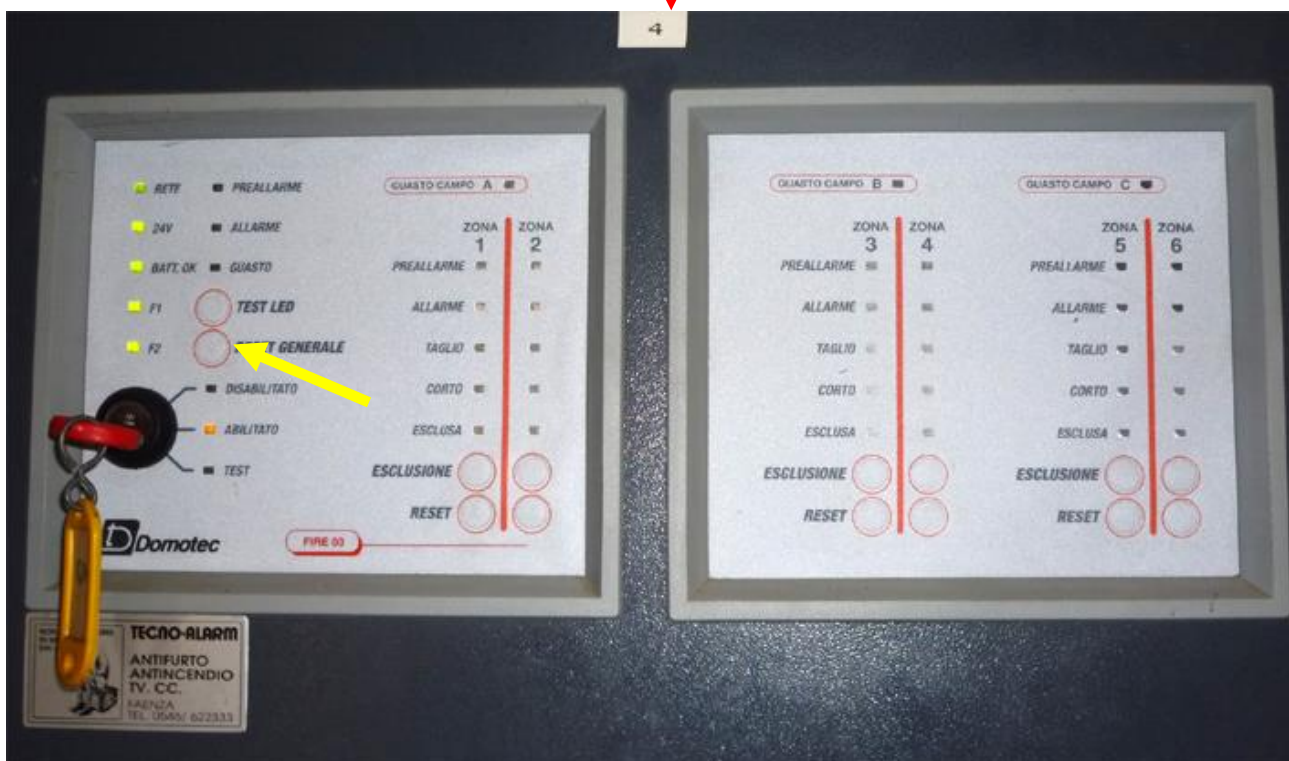 4
RETE PREALLARME
24V ALLARME
BATT. OK GUASTO
F1 TEST LED
F2 GENERALE
DISABILITATO
ABILITATO
TEST
GUASTO CAMPO A
ZONA 1 ZONA 2
PREALLARME
ALLARME
TAGLIO
CORTO
ESCLUSA
ESCLUSIONE
RESET
Domotec
FIRE 03
GUASTO CAMPO B
ZONA 3 ZONA 4
PREALLARME
ALLARME
TAGLIO
CORTO
ESCLUSA
ESCLUSIONE
RESET
GUASTO CAMPO C
ZONA 5 ZONA 6
PREALLARME
ALLARME
TAGLIO
CORTO
ESCLUSA
ESCLUSIONE
RESET
TECNO-ALARM
ANTIFURTO
ANTINCENDIO
TV. CC.
FAENZA
TEL.